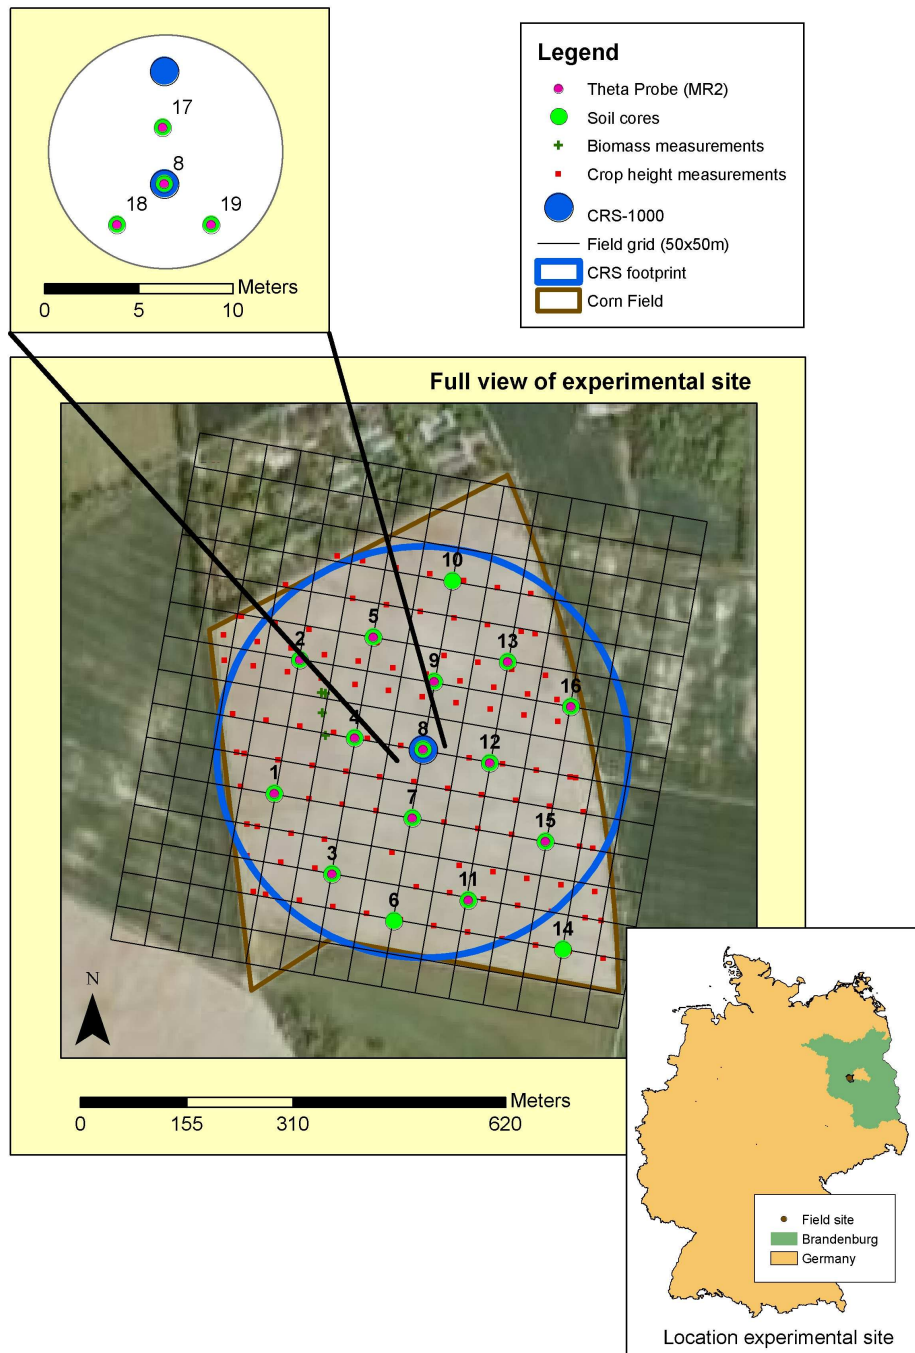 17
8
18
19
Meters
0
5
10
Legend
Theta Probe (MR2)
Soil cores
Biomass measurements
Crop height measurements
CRS-1000
Field grid (50x50m)
CRS footprint
Corn Field
Full view of experimental site
10
5
13
2
9
16
4
8
12
1
7
15
3
11
6
14
N
Meters
0
155
310
620
Field site
Brandenburg
Germany
Location experimental site